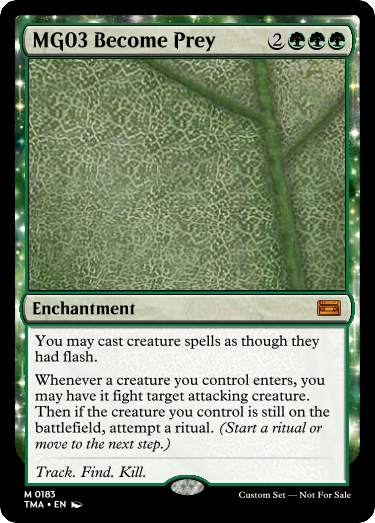 MG03 Become Prey 2
Enchantment
You may cast creature spells as though they
had flash.
Whenever a creature you control enters, you
may have it fight target attacking creature.
Then if the creature you control is still on the
battlefield, attempt a ritual. (Start a ritual or
move to the next step.)
Track. Find. Kill.
M 0183
TMA • EN
Custom Set — Not For Sale